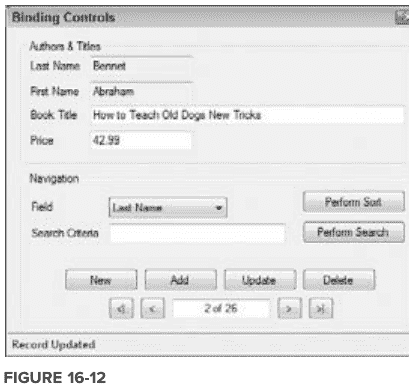 Binding Controls
Authors & Titles
Last Name Bennet
First Name Abraham
Book Title How to Teach Old Dogs New Tricks
Price 42.99
Navigation
Field Last Name Perform Sort
Search Criteria Perform Search
New Add Update Delete
< 2 of 26 >
Record Updated
FIGURE 16-12